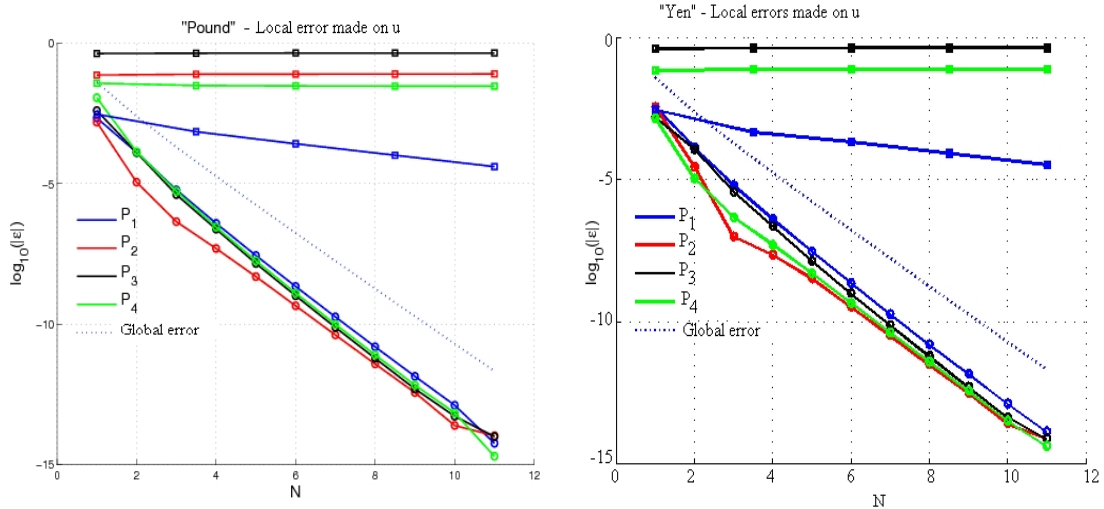 "Pound" - Local error made on u
0
−5
−10
−15
log10(|ε|)
P1
P2
P3
P4
Global error
0 2 4 6 8 10 12
N
"Yen" - Local errors made on u
0
-5
-10
-15
log10(|ε|)
P1
P2
P3
P4
Global error
0 2 4 6 8 10 12
N